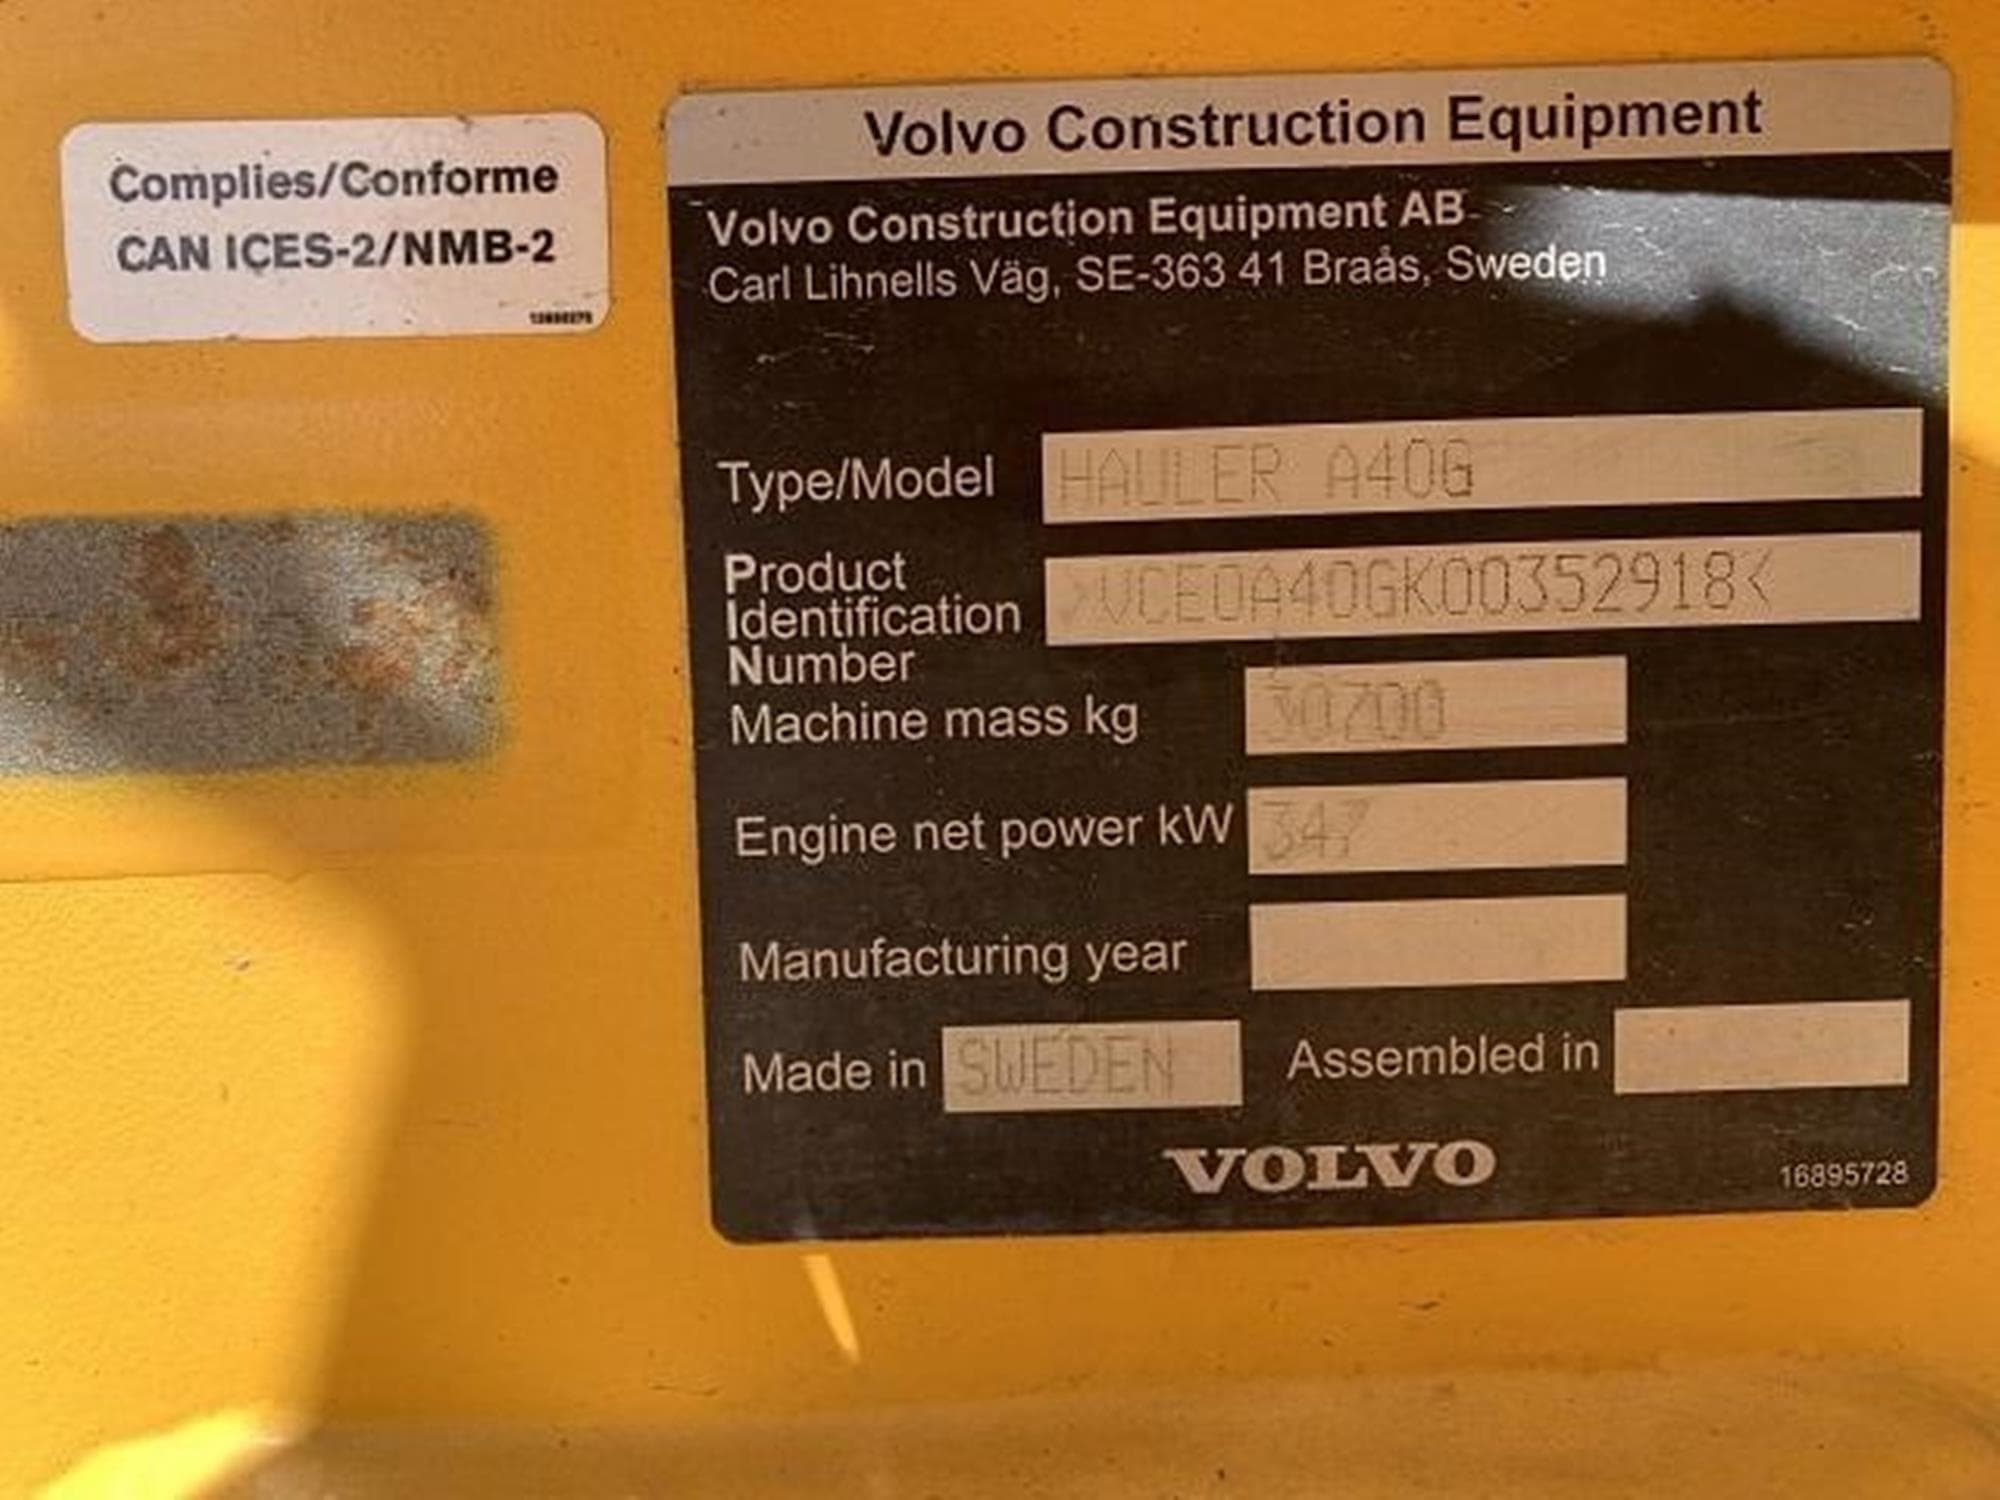 Complies/Conforme
CAN ICES-2/NMB-2
Volvo Construction Equipment
Volvo Construction Equipment AB
Carl Lihnells Väg, SE-363 41 Braås, Sweden
Type/Model HAULER A40G
Product
Identification
Number
>VCE0A40GK00352918<
Machine mass kg 30700
Engine net power kW 347
Manufacturing year
Made in SWEDEN Assembled in
VOLVO
16895728